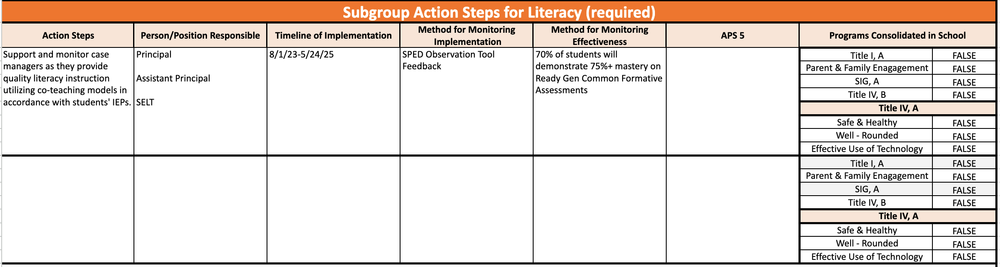 Subgroup Action Steps for Literacy (required)
Action Steps
Person/Position Responsible
Timeline of Implementation
Method for Monitoring
Implementation
Method for Monitoring
Effectiveness
APS 5
Programs Consolidated in School
Support and monitor case
managers as they provide
quality literacy instruction
utilizing co-teaching models in
accordance with students' IEPs.
Principal
Assistant Principal
SELT
8/1/23-5/24/25
SPED Observation Tool
Feedback
70% of students will
demonstrate 75%+ mastery on
Ready Gen Common Formative
Assessments
Title I, A FALSE
Parent & Family Enagagement FALSE
SIG, A FALSE
Title IV, B FALSE
Title IV, A
Safe & Healthy FALSE
Well - Rounded FALSE
Effective Use of Technology FALSE
Title I, A FALSE
Parent & Family Enagagement FALSE
SIG, A FALSE
Title IV, B FALSE
Title IV, A
Safe & Healthy FALSE
Well - Rounded FALSE
Effective Use of Technology FALSE